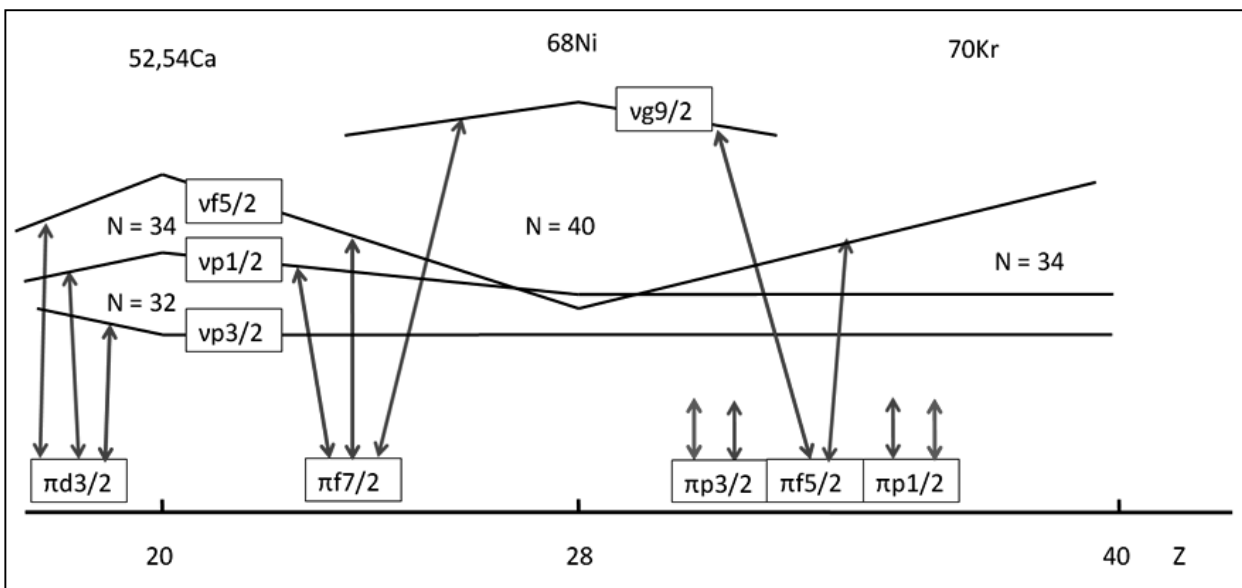 52,54Ca 68Ni 70Kr
νg9/2
νf5/2
N = 34 N = 40
νp1/2 N = 34
N = 32
νp3/2
πd3/2 πf7/2 πp3/2 πf5/2 πp1/2
20 28 40 Z